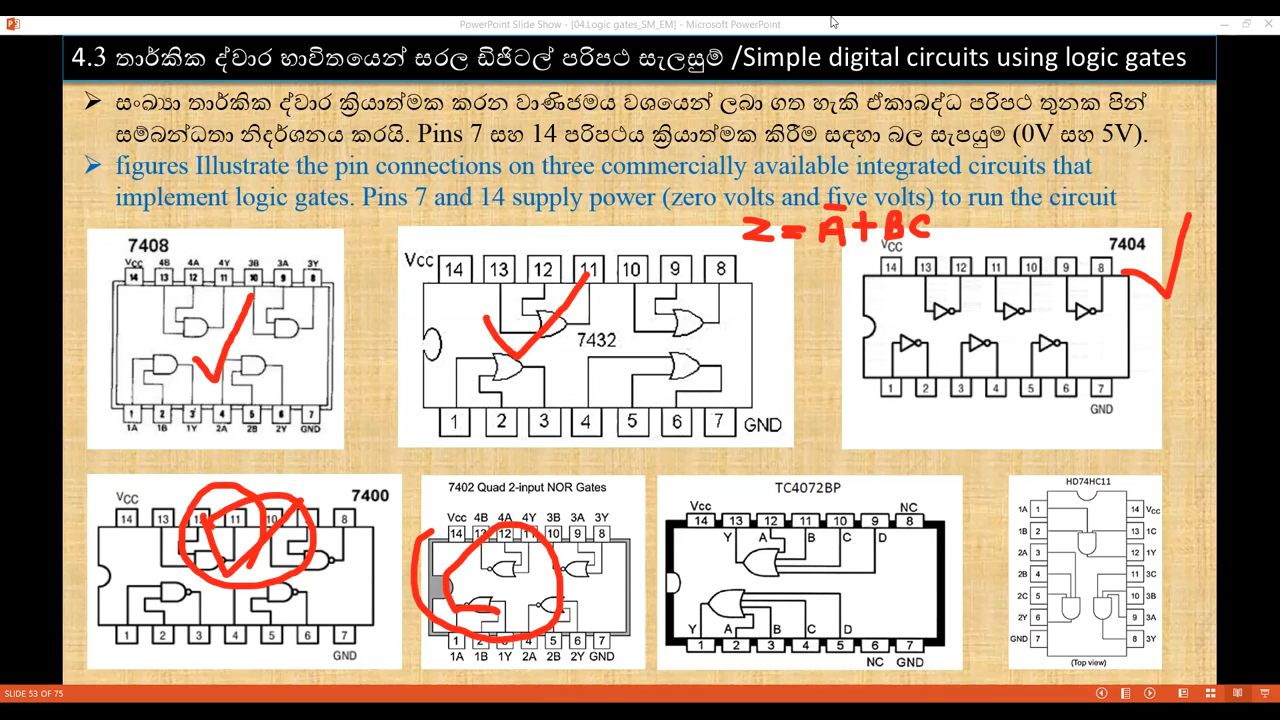 PowerPoint Slide Show - [04.Logic gates_SM_EM] - Microsoft PowerPoint
4.3 තාර්කික ද්වාර භාවිතයෙන් සරල ඩිජිටල් පරිපථ සැලසුම් /Simple digital circuits using logic gates
සංඛ්‍යා තාර්කික ද්වාර ක්‍රියාත්මක කරන වාණිජමය වශයෙන් ලබා ගත හැකි ඒකාබද්ධ පරිපථ තුනක පින්
සම්බන්ධතා නිදර්ශනය කරයි. Pins 7 සහ 14 පරිපථය ක්‍රියාත්මක කිරීම සඳහා බල සැපයුම (0V සහ 5V).
figures Illustrate the pin connections on three commercially available integrated circuits that
implement logic gates. Pins 7 and 14 supply power (zero volts and five volts) to run the circuit
Z = A̅ + BC
7408
Vcc 4B 4A 4Y 3B 3A 3Y
14 13 12 11 10 9 8
1 2 3 4 5 6 7
1A 1B 1Y 2A 2B 2Y GND
Vcc 14 13 12 11 10 9 8
7432
1 2 3 4 5 6 7 GND
VCC 7404
14 13 12 11 10 9 8
1 2 3 4 5 6 7
GND
VCC 7400
14 13 11 10 8
1 2 3 4 5 6 7
GND
7402 Quad 2-input NOR Gates
Vcc 4B 4A 4Y 3B 3A 3Y
14 13 12 11 10 9 8
1 2 3 4 5 6 7
1A 1B 1Y 2A 2B 2Y GND
TC4072BP
Vcc NC
14 13 12 11 10 9 8
Y A B C D
Y A B C D
1 2 3 4 5 6 7
NC GND
HD74HC11
1A 1 14 Vcc
1B 2 13 1C
2A 3 12 1Y
2B 4 11 3C
2C 5 10 3B
2Y 6 9 3A
GND 7 8 3Y
(Top view)
SLIDE 53 OF 75